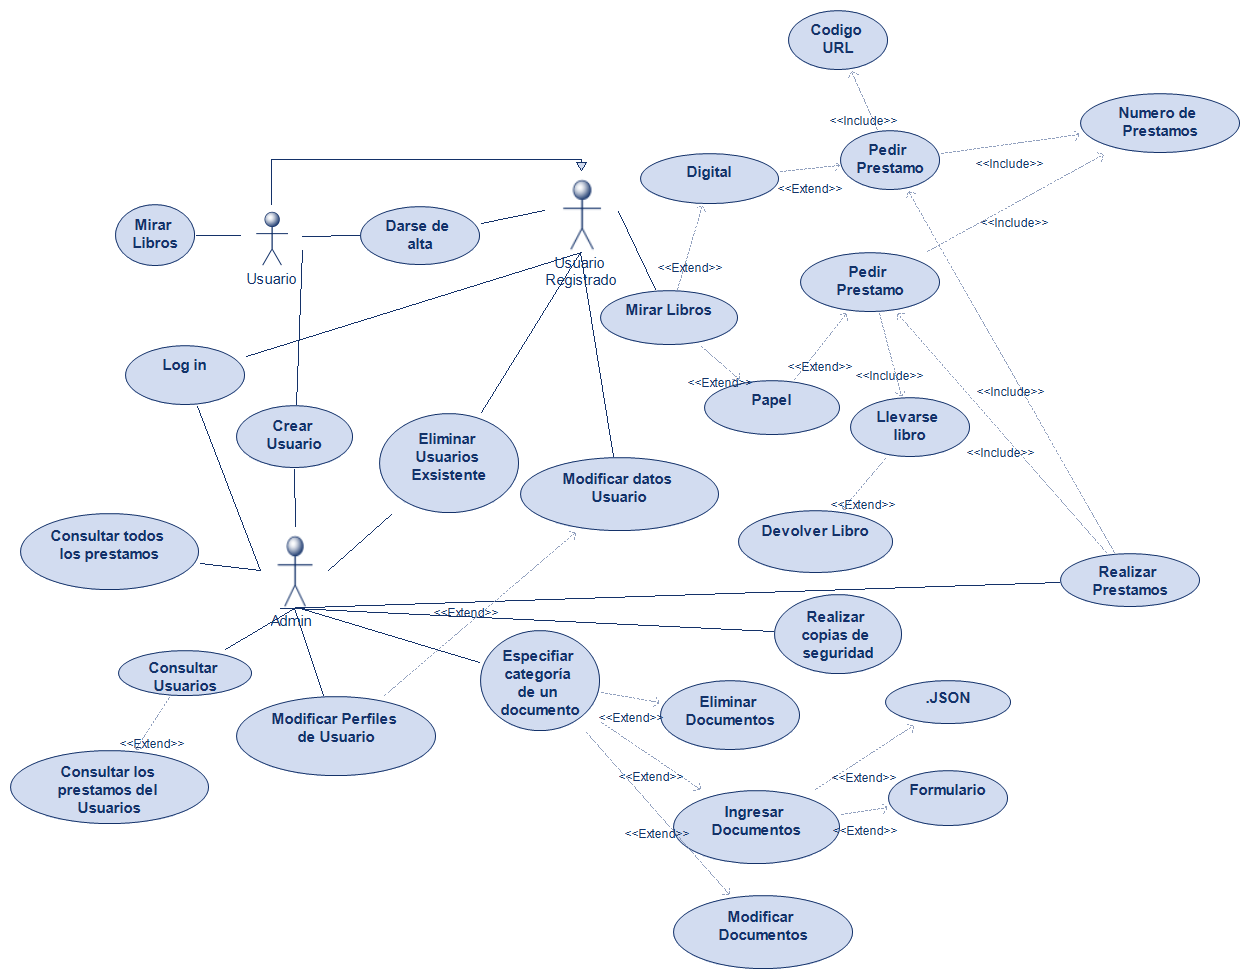 Codigo
URL
<<Include>>
Numero de
Prestamos
Pedir
Prestamo
<<Include>>
Digital
<<Extend>>
Mirar
Libros
Usuario
Darse de
alta
Usuario
Registrado
<<Include>>
<<Extend>>
Pedir
Prestamo
Mirar Libros
Log in
<<Extend>>
<<Extend>>
<<Include>>
<<Include>>
Papel
Crear
Usuario
Eliminar
Usuarios
Exsistente
Llevarse
libro
<<Include>>
Modificar datos
Usuario
<<Extend>>
Consultar todos
los prestamos
Devolver Libro
Realizar
Prestamos
Admin
<<Extend>>
Realizar
copias de
seguridad
Consultar
Usuarios
Especifiar
categoría
de un
documento
Modificar Perfiles
de Usuario
Eliminar
Documentos
.JSON
<<Extend>>
<<Extend>>
Consultar los
prestamos del
Usuarios
<<Extend>>
<<Extend>>
Formulario
Ingresar
Documentos
<<Extend>>
<<Extend>>
Modificar
Documentos